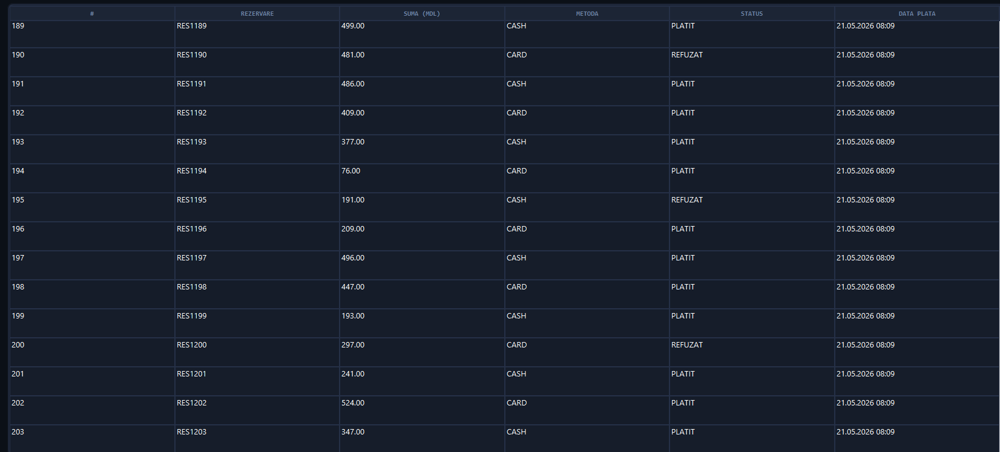 # REZERVARE SUMA (MDL) METODA STATUS DATA PLATA
189 RES1189 499.00 CASH PLATIT 21.05.2026 08:09
190 RES1190 481.00 CARD REFUZAT 21.05.2026 08:09
191 RES1191 486.00 CASH PLATIT 21.05.2026 08:09
192 RES1192 409.00 CARD PLATIT 21.05.2026 08:09
193 RES1193 377.00 CASH PLATIT 21.05.2026 08:09
194 RES1194 76.00 CARD PLATIT 21.05.2026 08:09
195 RES1195 191.00 CASH REFUZAT 21.05.2026 08:09
196 RES1196 209.00 CARD PLATIT 21.05.2026 08:09
197 RES1197 496.00 CASH PLATIT 21.05.2026 08:09
198 RES1198 447.00 CARD PLATIT 21.05.2026 08:09
199 RES1199 193.00 CASH PLATIT 21.05.2026 08:09
200 RES1200 297.00 CARD REFUZAT 21.05.2026 08:09
201 RES1201 241.00 CASH PLATIT 21.05.2026 08:09
202 RES1202 524.00 CARD PLATIT 21.05.2026 08:09
203 RES1203 347.00 CASH PLATIT 21.05.2026 08:09